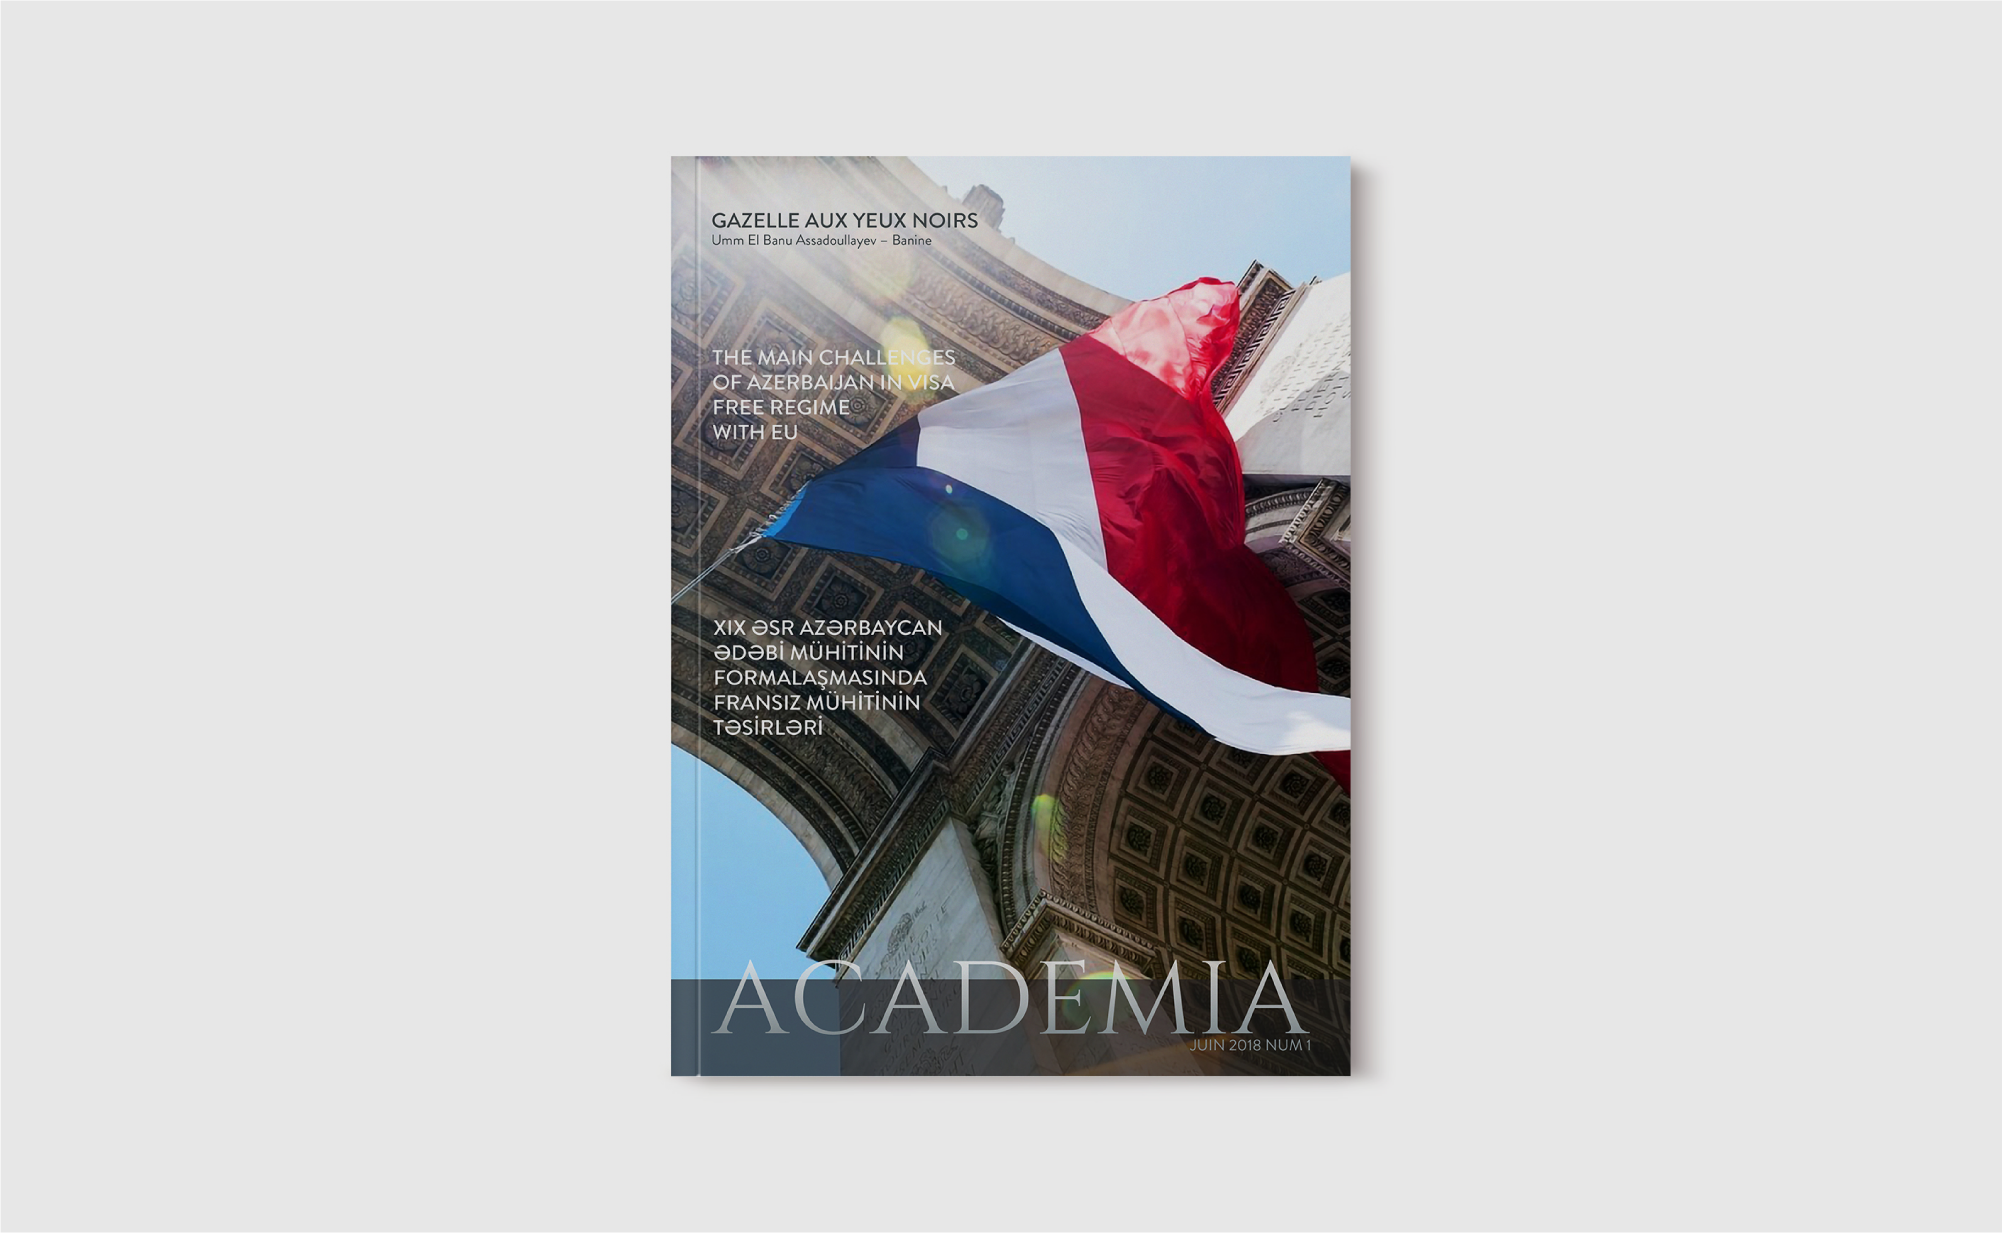 GAZELLE AUX YEUX NOIRS
Umm El Banu Assadoullayev – Banine
THE MAIN CHALLENGES
OF AZERBAIJAN IN VISA
FREE REGIME
WITH EU
XIX ƏSR AZƏRBAYCAN
ƏDƏBİ MÜHİTİNİN
FORMALAŞMASINDA
FRANSIZ MÜHİTİNİN
TƏSİRLƏRİ
ACADEMIA
JUIN 2018 NUM 1